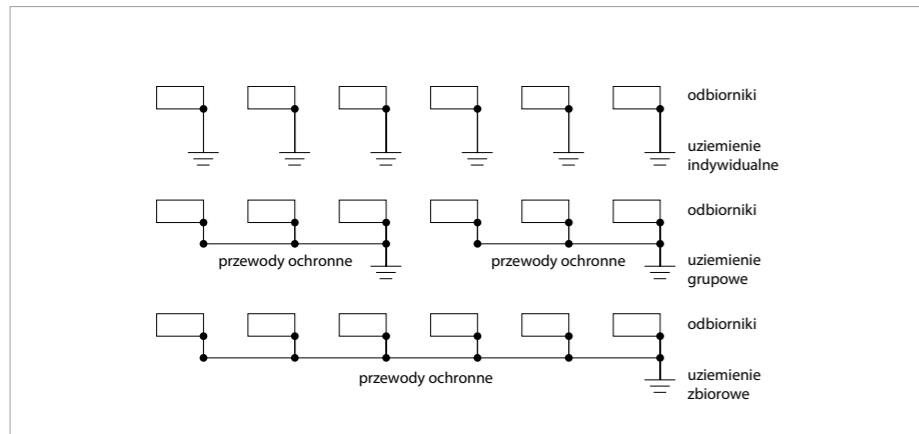 odbiorniki
uziemienie
indywidualne
odbiorniki
przewody ochronne
przewody ochronne
uziemienie
grupowe
odbiorniki
przewody ochronne
uziemienie
zbiorowe